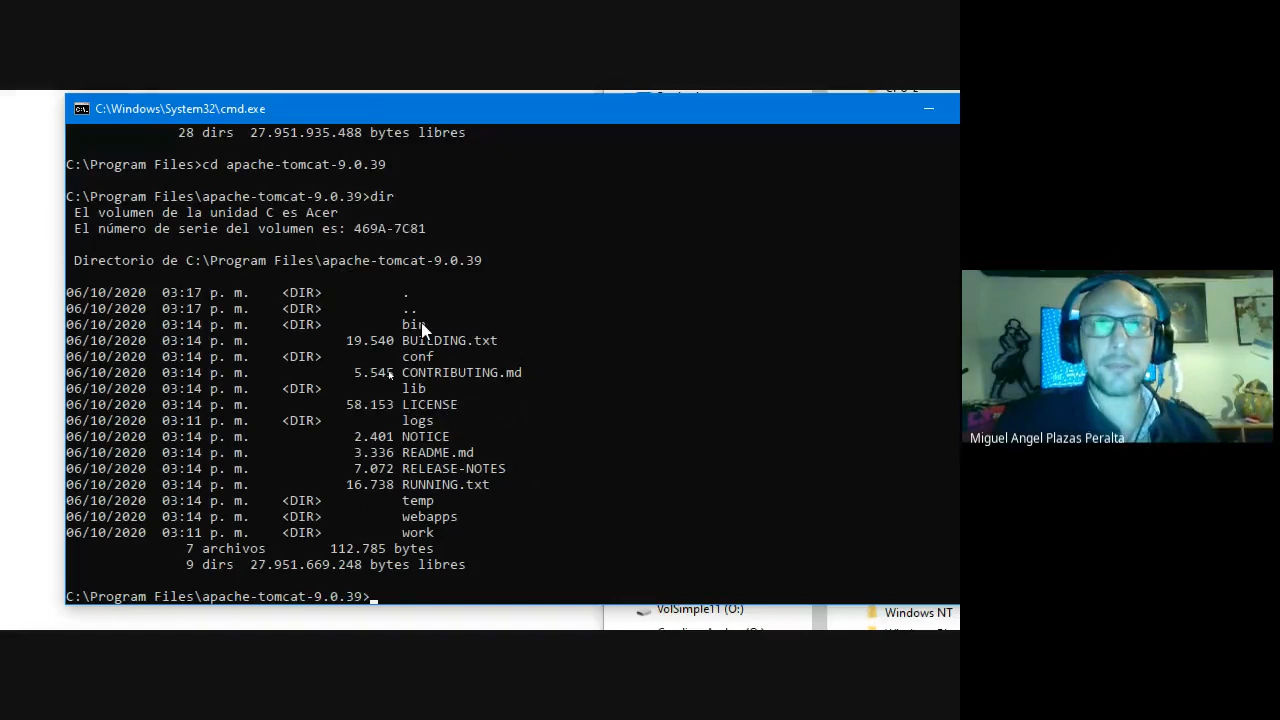 C:\Windows\System32\cmd.exe
28 dirs  27.951.935.488 bytes libres
C:\Program Files>cd apache-tomcat-9.0.39
C:\Program Files\apache-tomcat-9.0.39>dir
El volumen de la unidad C es Acer
El número de serie del volumen es: 469A-7C81
Directorio de C:\Program Files\apache-tomcat-9.0.39
06/10/2020  03:17 p. m.    <DIR>          .
06/10/2020  03:17 p. m.    <DIR>          ..
06/10/2020  03:14 p. m.    <DIR>          bin
06/10/2020  03:14 p. m.            19.540 BUILDING.txt
06/10/2020  03:14 p. m.    <DIR>          conf
06/10/2020  03:14 p. m.             5.545 CONTRIBUTING.md
06/10/2020  03:14 p. m.    <DIR>          lib
06/10/2020  03:14 p. m.            58.153 LICENSE
06/10/2020  03:11 p. m.    <DIR>          logs
06/10/2020  03:14 p. m.             2.401 NOTICE
06/10/2020  03:14 p. m.             3.336 README.md
06/10/2020  03:14 p. m.             7.072 RELEASE-NOTES
06/10/2020  03:14 p. m.            16.738 RUNNING.txt
06/10/2020  03:14 p. m.    <DIR>          temp
06/10/2020  03:14 p. m.    <DIR>          webapps
06/10/2020  03:11 p. m.    <DIR>          work
7 archivos        112.785 bytes
9 dirs  27.951.669.248 bytes libres
C:\Program Files\apache-tomcat-9.0.39>
VolSimple11 (O:)
Windows NT
Miguel Angel Plazas Peralta